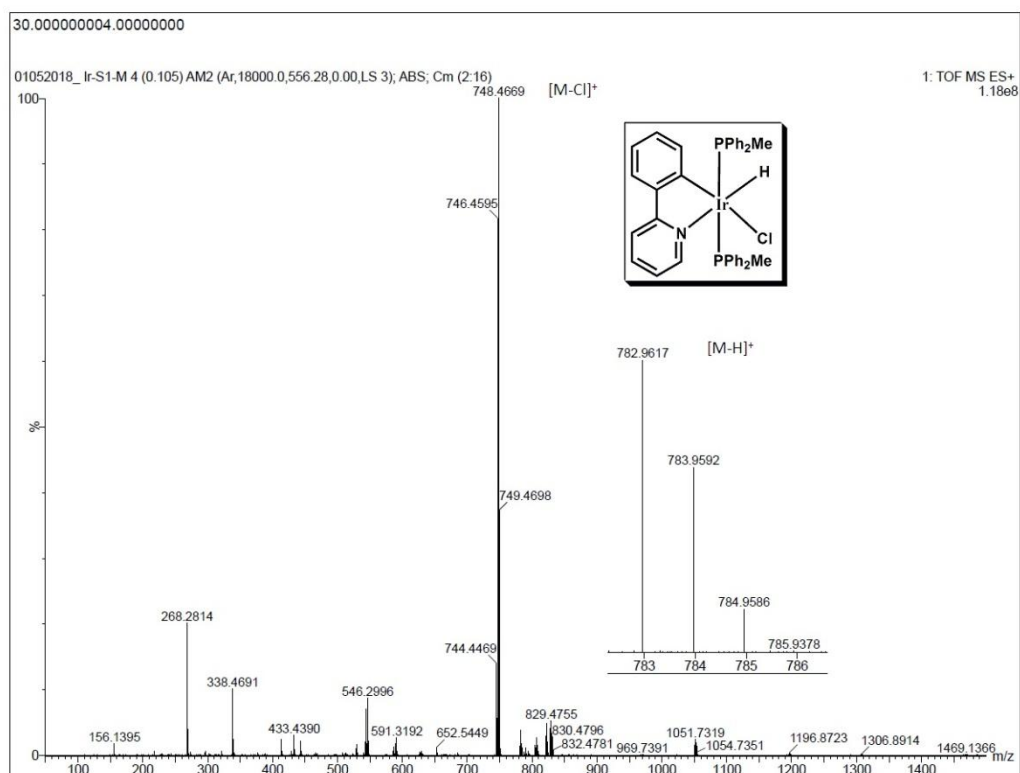 30.000000004.00000000
01052018_ Ir-S1-M 4 (0.105) AM2 (Ar,18000.0,556.28,0.00,LS 3); ABS; Cm (2:16)
1: TOF MS ES+
1.18e8
100
%
0
748.4669
[M-Cl]+
746.4595
749.4698
744.4469
268.2814
338.4691
546.2996
156.1395
433.4390
591.3192
652.5449
829.4755
830.4796
832.4781
969.7391
1051.7319
1054.7351
1196.8723
1306.8914
1469.1366
PPh2Me
H
Ir
N
Cl
PPh2Me
782.9617
[M-H]+
783.9592
784.9586
785.9378
783 784 785 786
100 200 300 400 500 600 700 800 900 1000 1100 1200 1300 1400
m/z